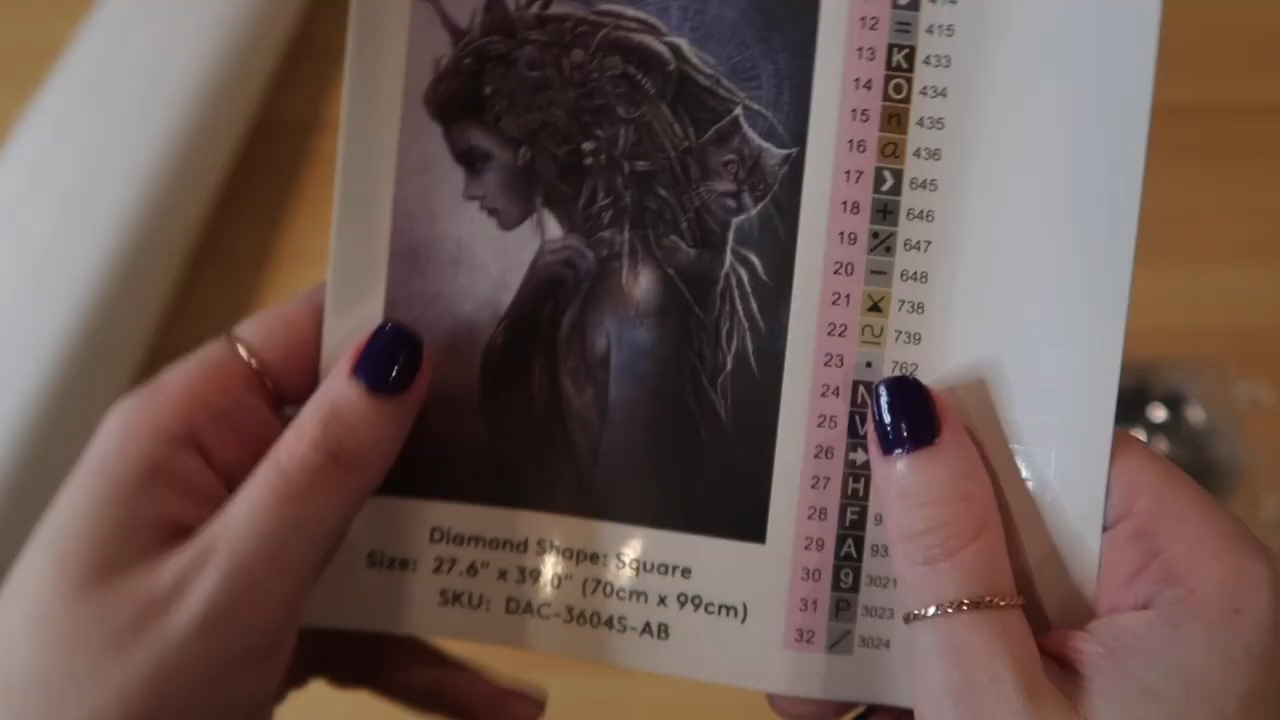 12 = 415
13 K 433
14 O 434
15 n 435
16 a 436
17 ❯ 645
18 + 646
19 ٪ 647
20 − 648
21 738
22 739
23 ▪ 762
24 N
25 V
26 ➔
27 H
28 F 9
29 A 93
30 9 3021
31 P 3023
32 / 3024
Diamond Shape: Square
Size: 27.6" x 39.0" (70cm x 99cm)
SKU: DAC-3604S-AB